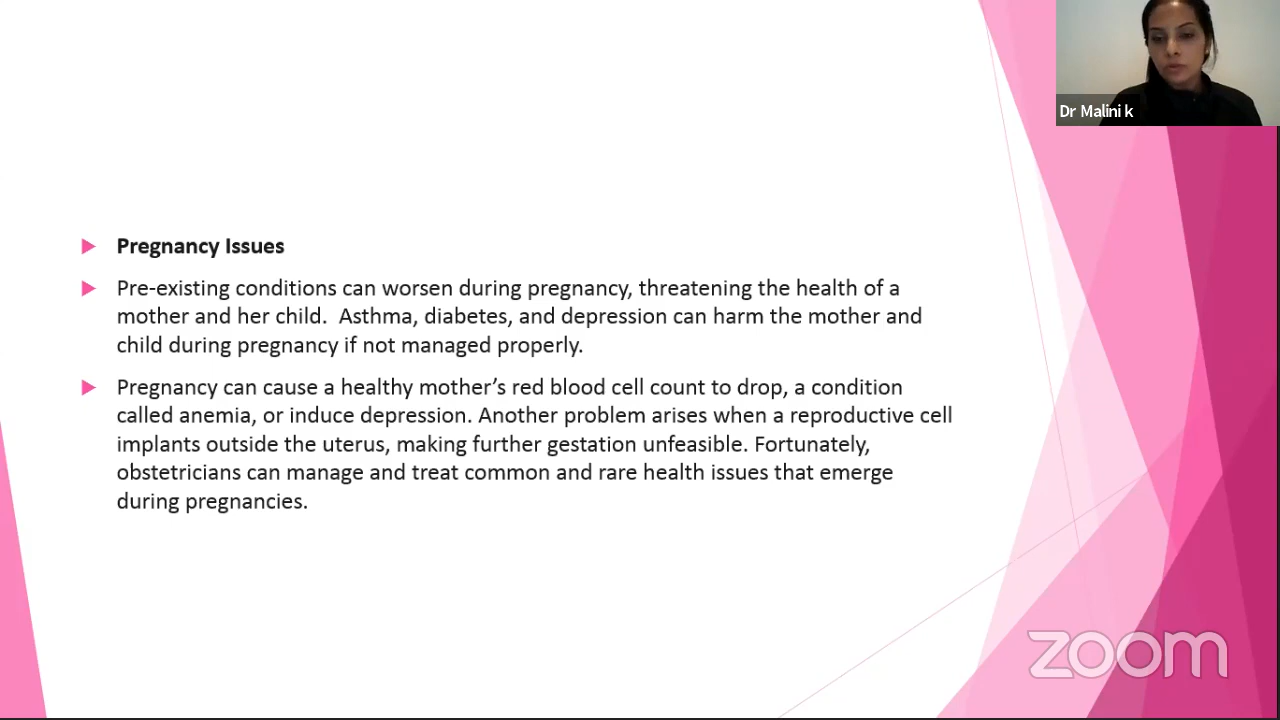 Dr Malini k
Pregnancy Issues
Pre-existing conditions can worsen during pregnancy, threatening the health of a
mother and her child.  Asthma, diabetes, and depression can harm the mother and
child during pregnancy if not managed properly.
Pregnancy can cause a healthy mother’s red blood cell count to drop, a condition
called anemia, or induce depression. Another problem arises when a reproductive cell
implants outside the uterus, making further gestation unfeasible. Fortunately,
obstetricians can manage and treat common and rare health issues that emerge
during pregnancies.
zoom